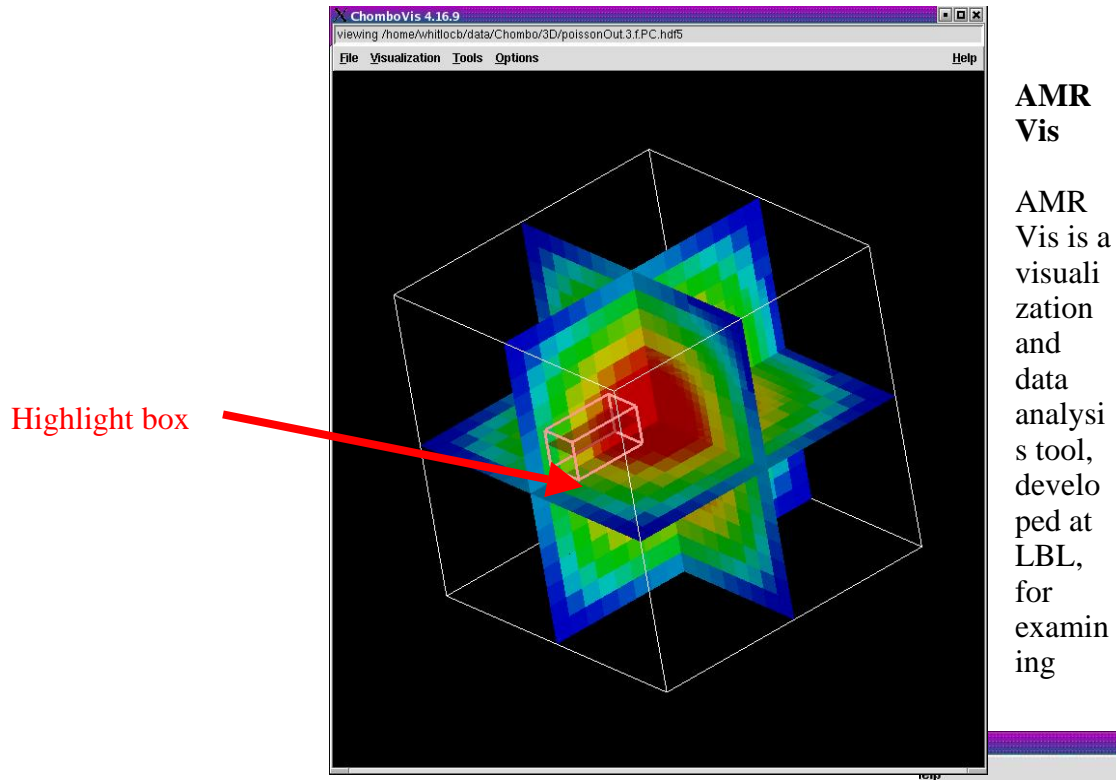 ChomboVis 4.16.9
viewing /home/whitlocb/data/Chombo/3D/poissonOut.3.f.PC.hdf5
File Visualization Tools Options Help
Highlight box
AMR
Vis
AMR
Vis is a
visuali
zation
and
data
analysi
s tool,
develo
ped at
LBL,
for
examin
ing